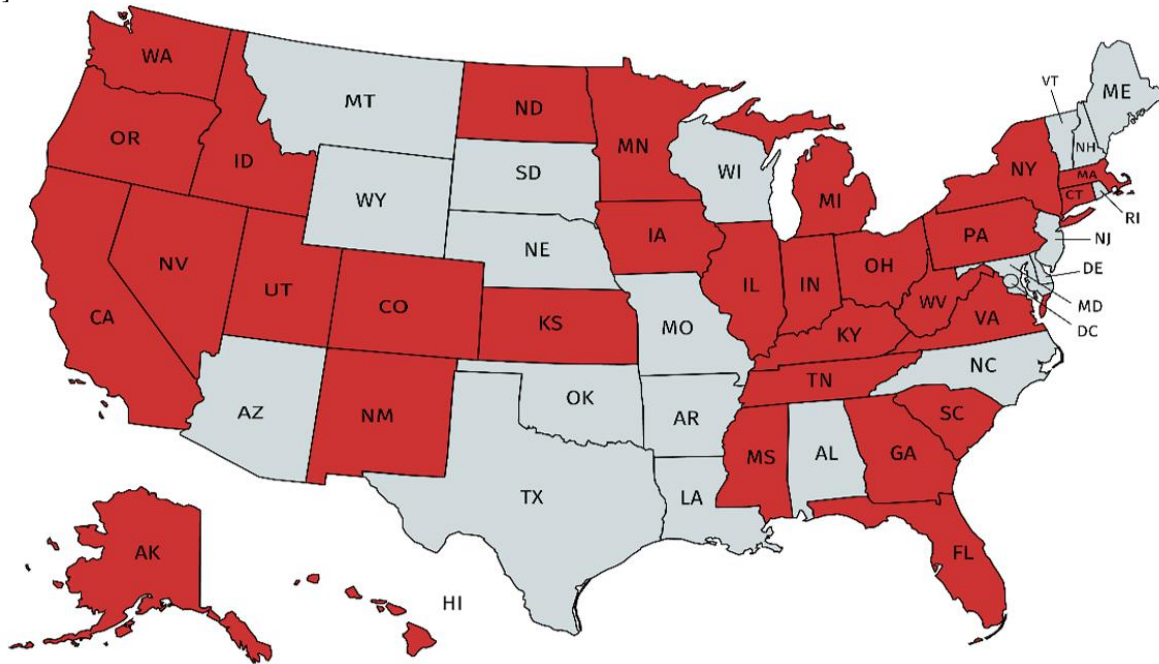 ]
WA
MT
ND
MN
VT
ME
OR
ID
SD
WI
NH
NY
MA
WY
MI
CT
RI
IA
PA
NE
NJ
NV
OH
UT
IL
IN
DE
CA
CO
WV
MD
KS
MO
VA
DC
KY
NC
TN
OK
AZ
NM
AR
SC
MS
AL
GA
TX
LA
AK
FL
HI